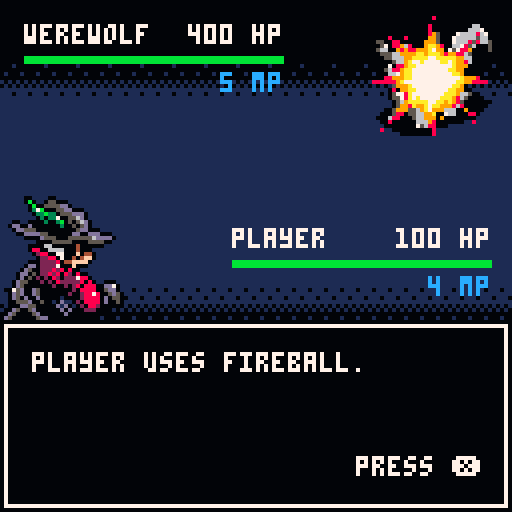 WEREWOLF 400 HP
5 MP
PLAYER 100 HP
4 MP
PLAYER USES FIREBALL.
PRESS ❎